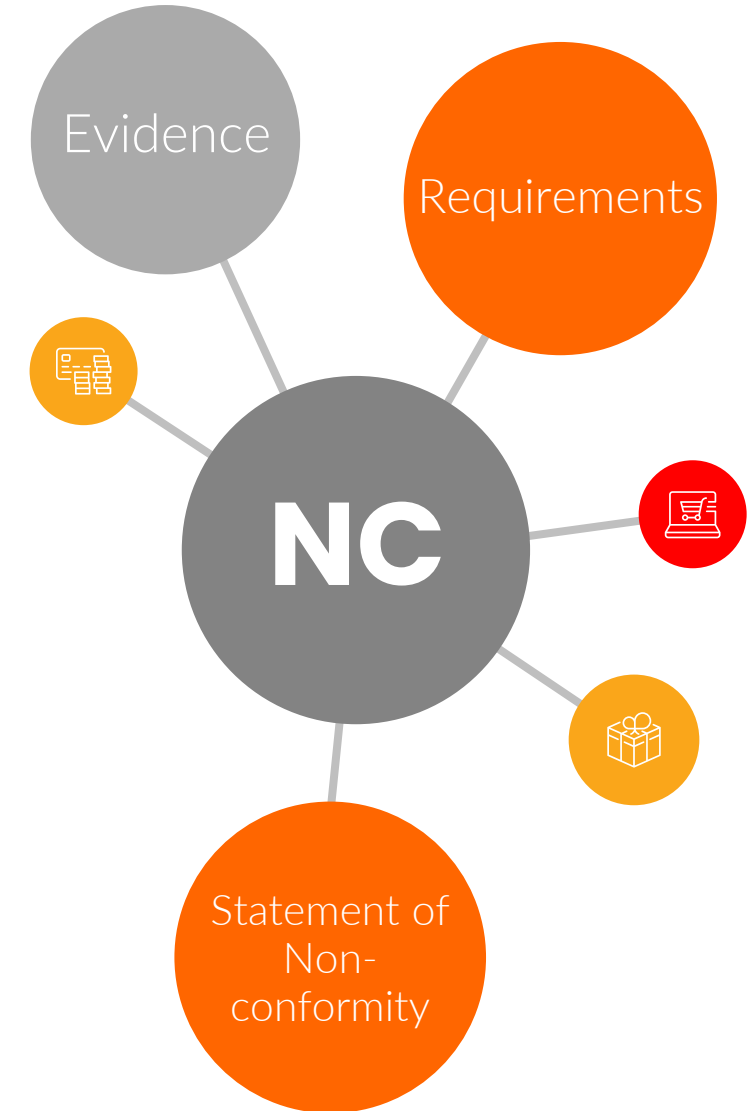 Evidence
Requirements
NC
Statement of
Non-
conformity